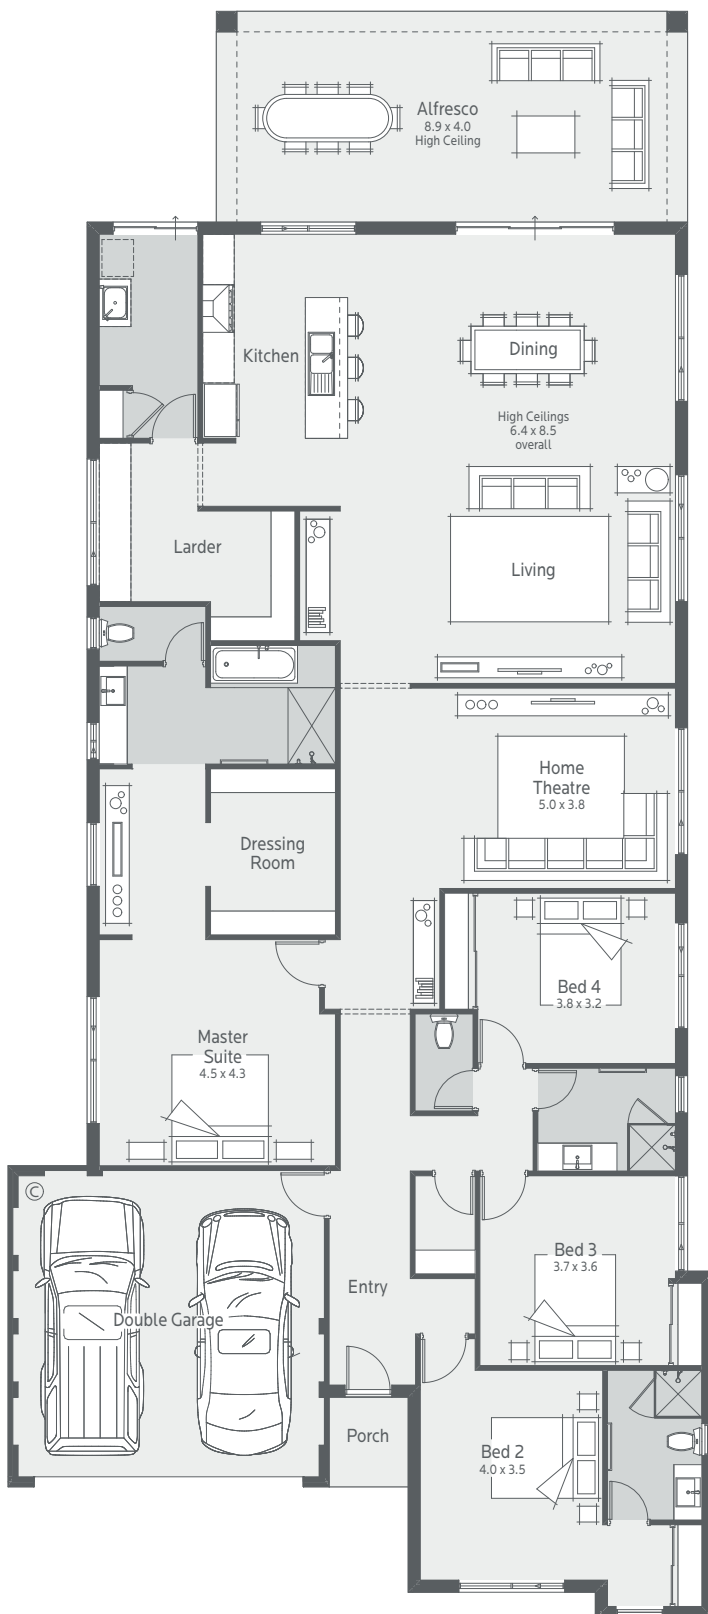 Alfresco
8.9 x 4.0
High Ceiling
Kitchen
Dining
High Ceilings
6.4 x 8.5
overall
Larder
Living
Home
Theatre
5.0 x 3.8
Dressing
Room
Bed 4
3.8 x 3.2
Master
Suite
4.5 x 4.3
©
Bed 3
3.7 x 3.6
Entry
Double Garage
Porch
Bed 2
4.0 x 3.5